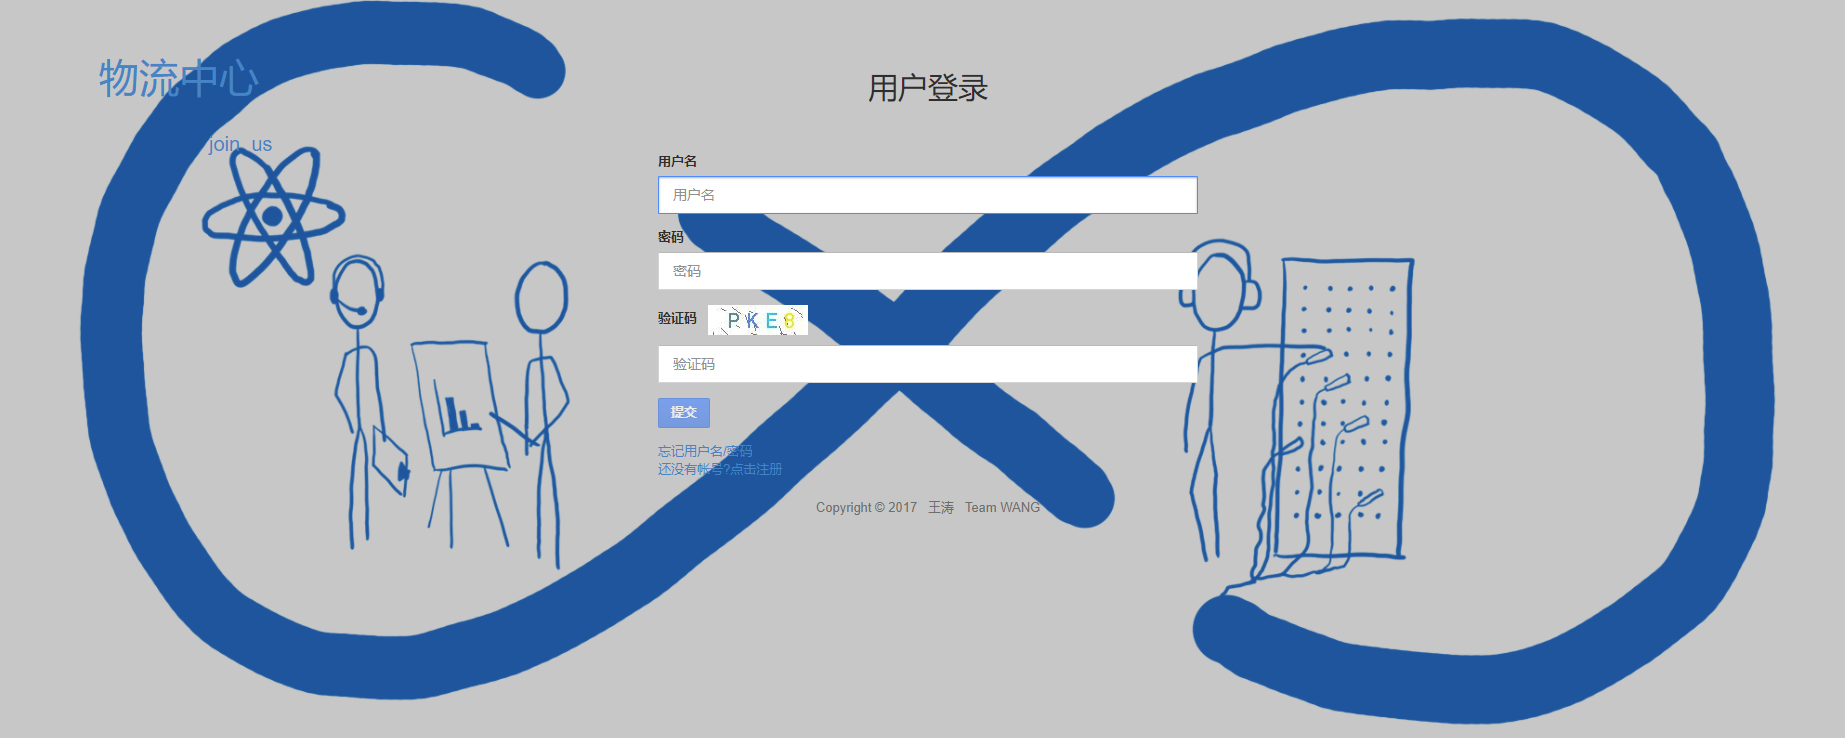 物流中心
join us
用户登录
用户名
用户名
密码
密码
验证码 PKE8
验证码
提交
忘记用户名/密码
还没有帐号?点击注册
Copyright © 2017 王涛 Team WANG